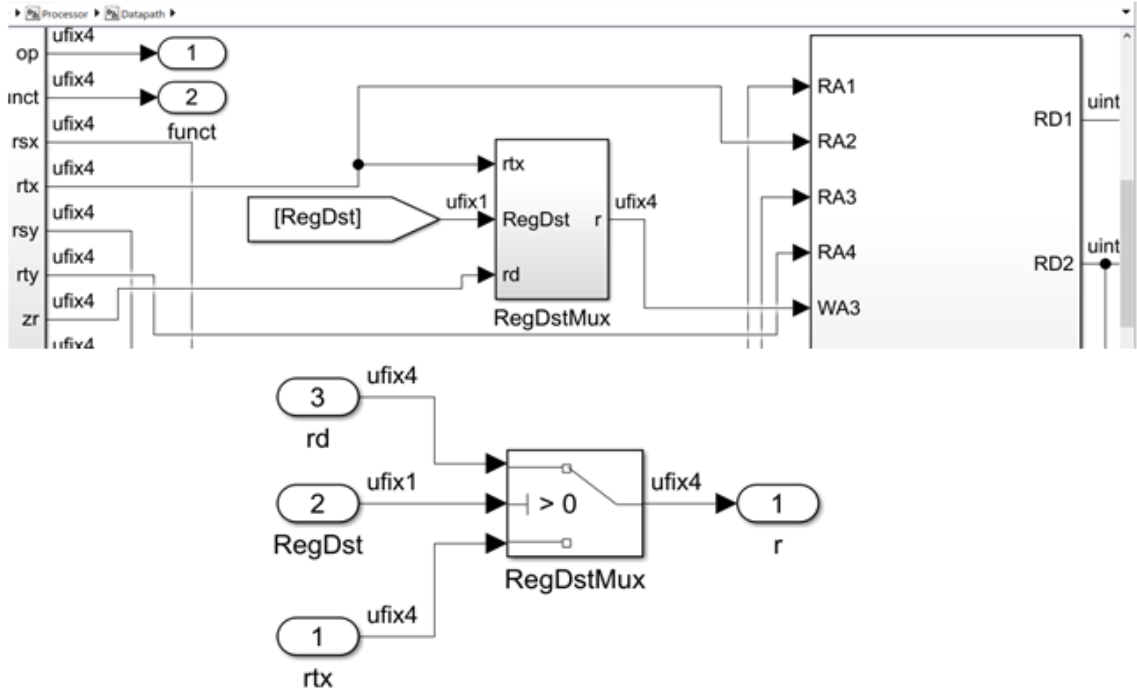 Processor Datapath
op ufix4 1
ufix4 2
funct
rsx ufix4
rtx ufix4
rsy ufix4
rty ufix4
zr ufix4
ufix4
[RegDst] ufix1
rtx
RegDst r
rd
RegDstMux
ufix4
RA1
RA2
RA3
RA4
WA3
RD1 uint
RD2 uint
3 ufix4
rd
2 ufix1
RegDst
> 0
RegDstMux
ufix4 1
r
1 ufix4
rtx